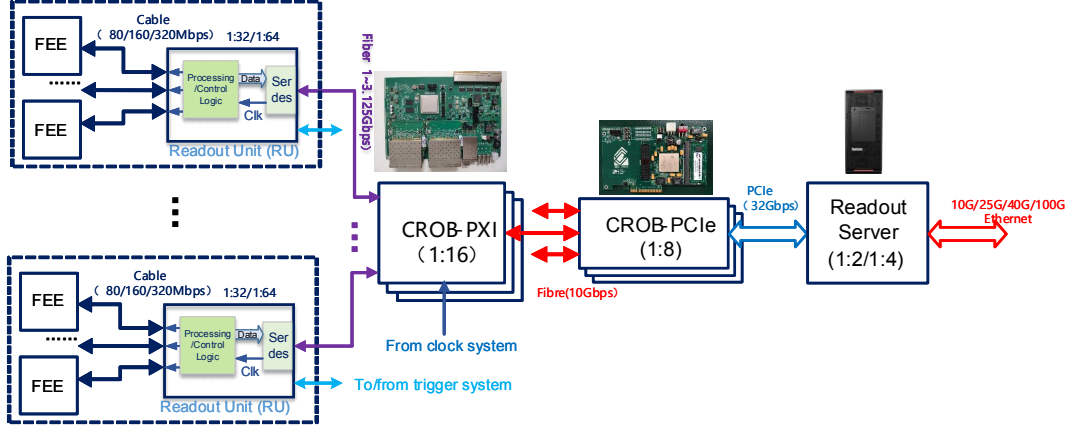 Cable
( 80/160/320Mbps)
1:32/1:64
FEE
......
FEE
Processing
/Control
Logic
Data
Clk
Ser
des
Readout Unit (RU)
Fiber 1~3.125Gbps)
Cable
( 80/160/320Mbps)
1:32/1:64
FEE
......
FEE
Processing
/Control
Logic
Data
Clk
Ser
des
Readout Unit (RU)
CROB-PXI
(1:16)
From clock system
To/from trigger system
Fibre(10Gbps)
CROB-PCIe
(1:8)
PCIe
( 32Gbps)
Readout
Server
(1:2/1:4)
10G/25G/40G/100G
Ethernet